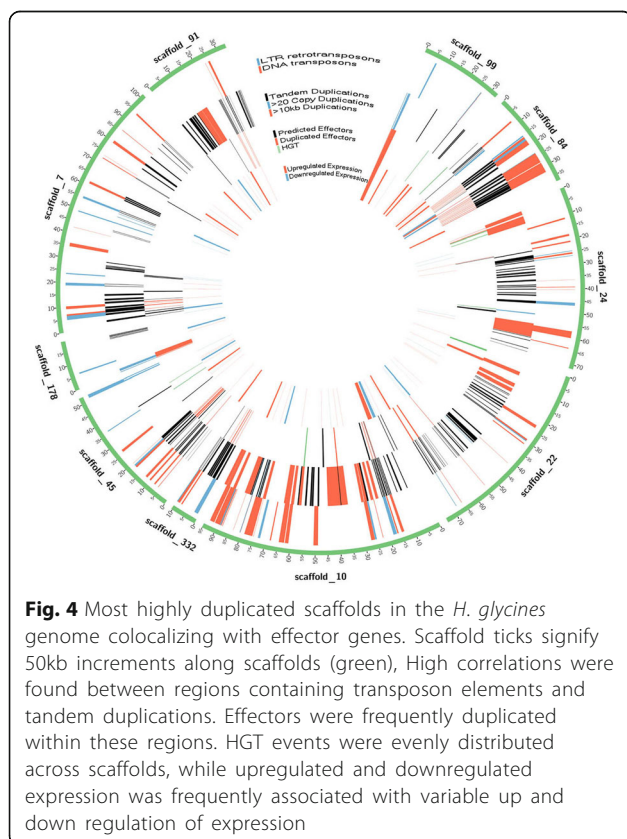 scaffold_91
scaffold_99
scaffold_84
scaffold_24
scaffold_22
scaffold_10
scaffold_332
scaffold_45
scaffold_178
scaffold_7
LTR retrotransposons
DNA transposons
Tandem Duplications
>20 Copy Duplications
>10kb Duplications
Predicted Effectors
Duplicated Effectors
HGT
Upregulated Expression
Downregulated Expression
Fig. 4 Most highly duplicated scaffolds in the H. glycines
genome colocalizing with effector genes. Scaffold ticks signify
50kb increments along scaffolds (green), High correlations were
found between regions containing transposon elements and
tandem duplications. Effectors were frequently duplicated
within these regions. HGT events were evenly distributed
across scaffolds, while upregulated and downregulated
expression was frequently associated with variable up and
down regulation of expression